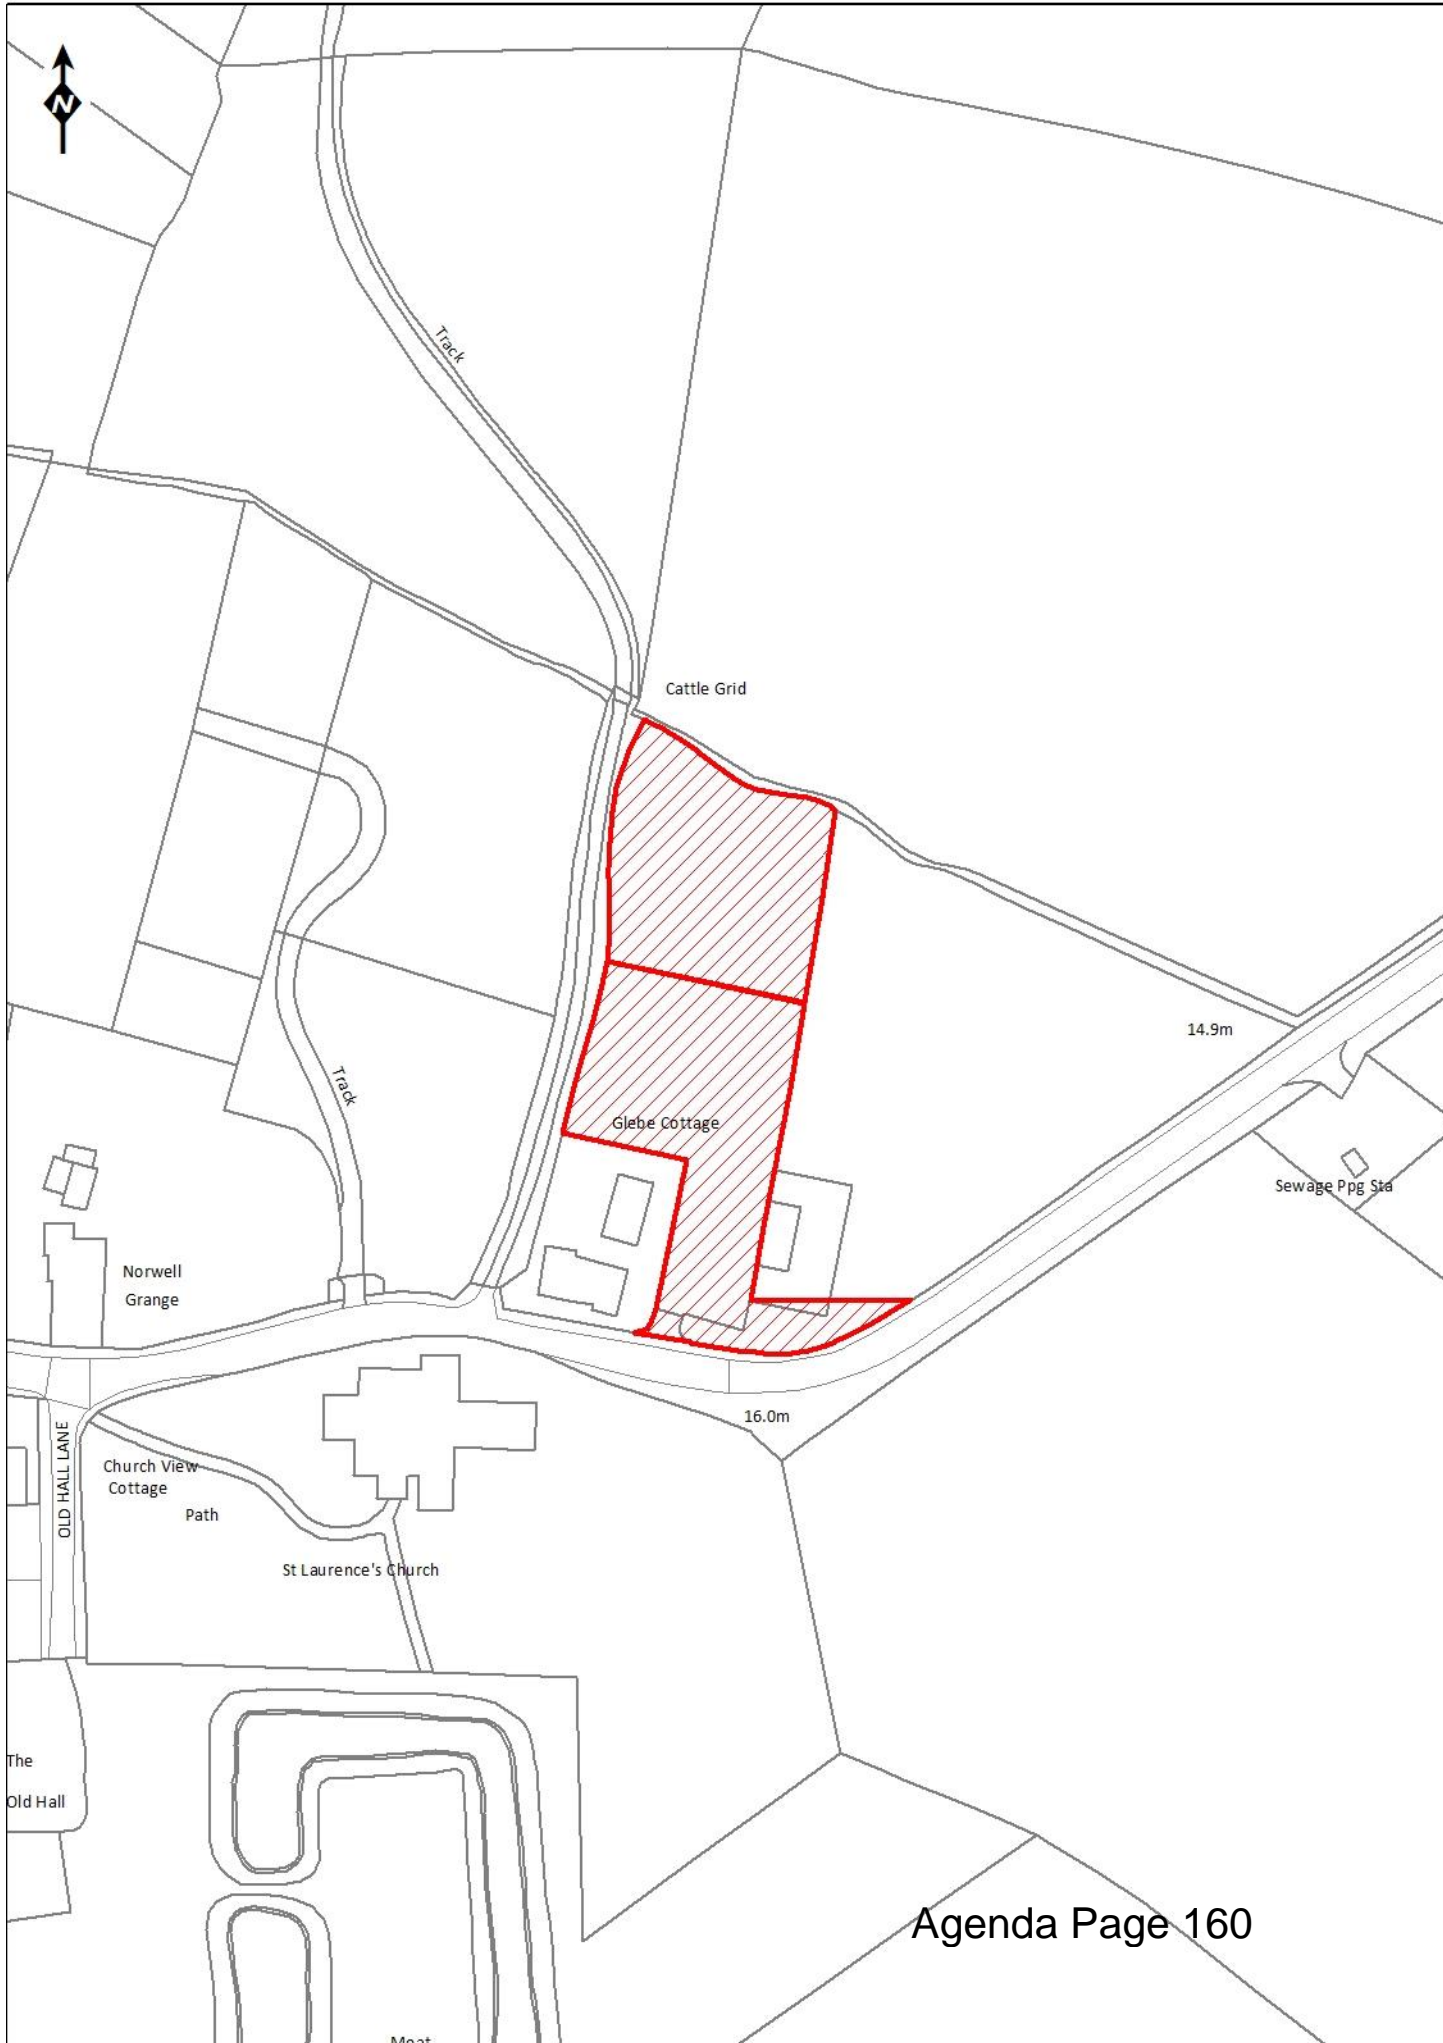 N
Track
Cattle Grid
14.9m
Track
Glebe Cottage
Sewage Ppg Sta
Norwell
Grange
16.0m
OLD HALL LANE
Church View
Cottage
Path
St Laurence's Church
The
Old Hall
Agenda Page 160
Moat